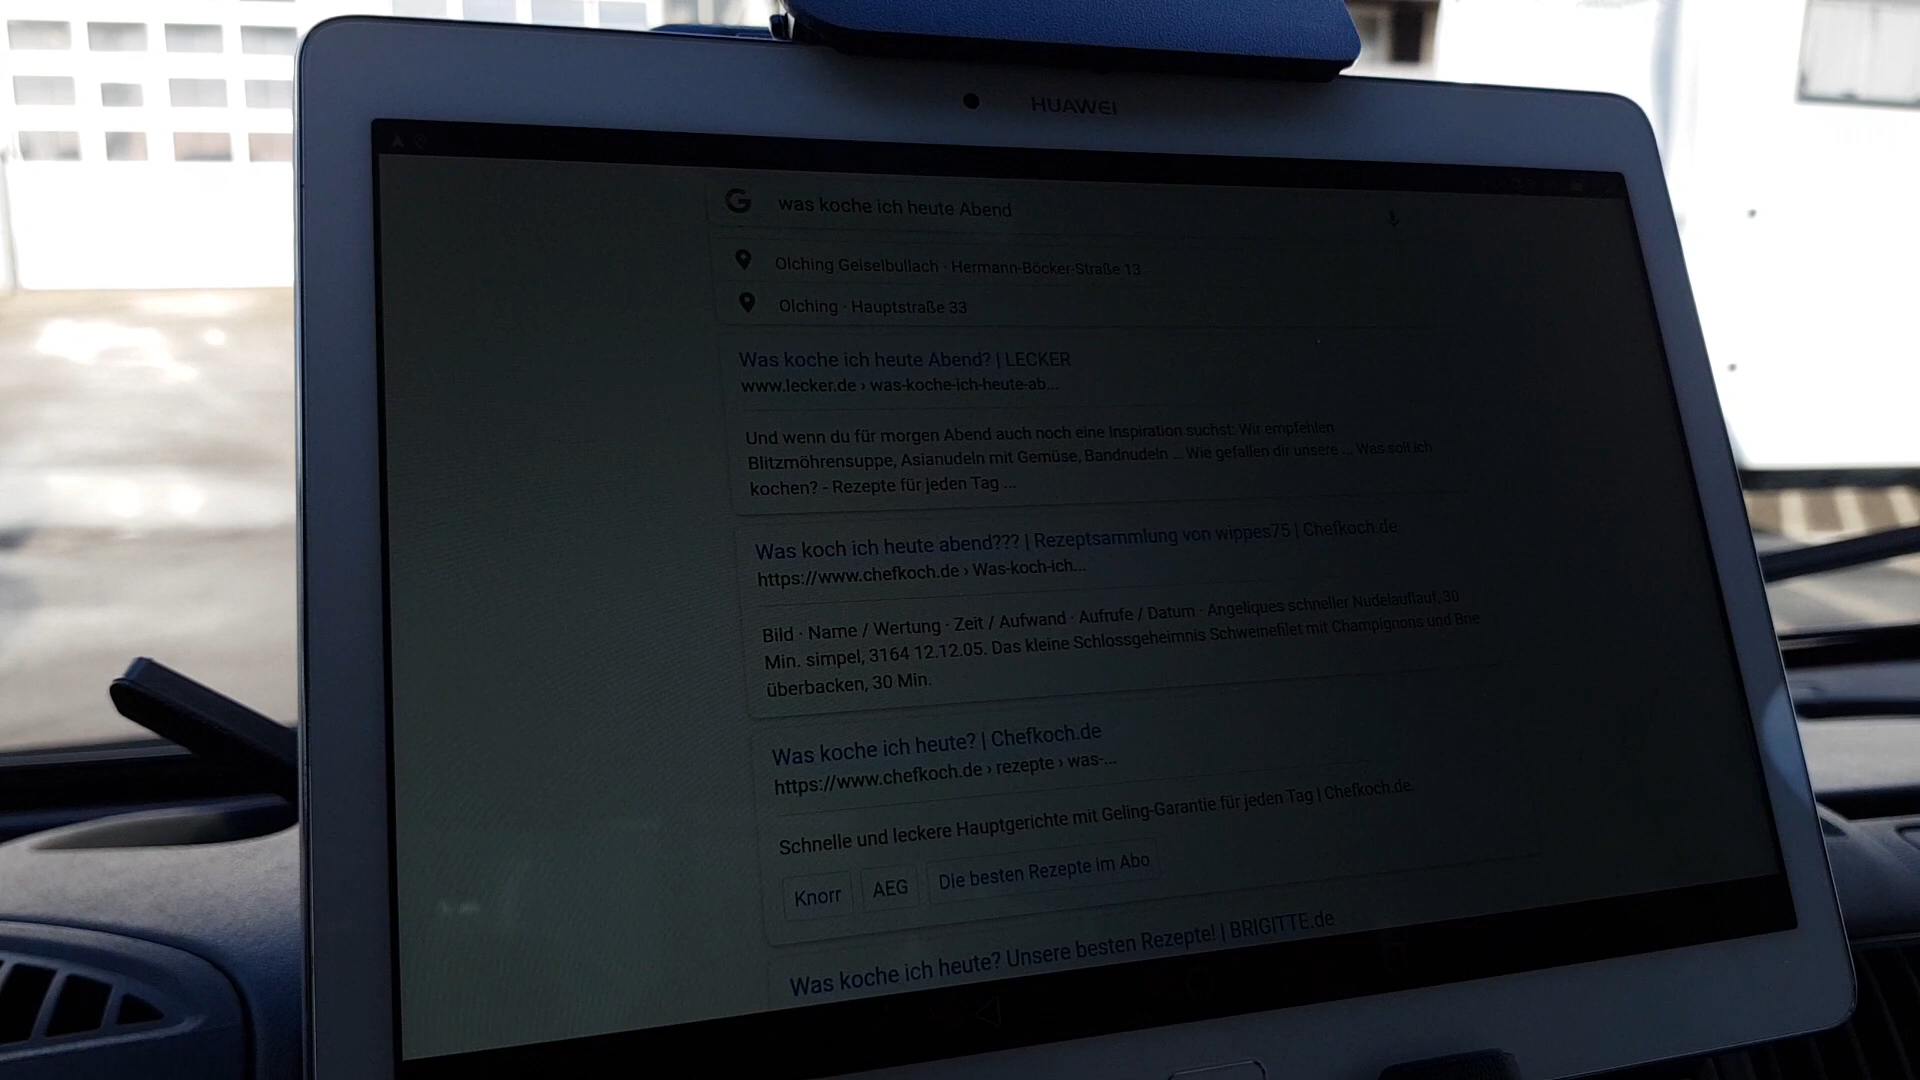 HUAWEI
was koche ich heute Abend
Olching Geiselbullach · Hermann-Böcker-Straße 13
Olching · Hauptstraße 33
Was koche ich heute Abend? | LECKER
www.lecker.de › was-koche-ich-heute-ab...
Und wenn du für morgen Abend auch noch eine Inspiration suchst: Wir empfehlen
Blitzmöhrensuppe, Asianudeln mit Gemüse, Bandnudeln ... Wie gefallen dir unsere ... Was soll ich
kochen? - Rezepte für jeden Tag ...
Was koch ich heute abend??? | Rezeptsammlung von wippes75 | Chefkoch.de
https://www.chefkoch.de › Was-koch-ich...
Bild · Name / Wertung · Zeit / Aufwand · Aufrufe / Datum · Angeliques schneller Nudelauflauf, 30
Min. simpel, 3164 12.12.05. Das kleine Schlossgeheimnis Schweinefilet mit Champignons und Brie
überbacken, 30 Min.
Was koche ich heute? | Chefkoch.de
https://www.chefkoch.de › rezepte › was-...
Schnelle und leckere Hauptgerichte mit Geling-Garantie für jeden Tag | Chefkoch.de.
Knorr AEG Die besten Rezepte im Abo
Was koche ich heute? Unsere besten Rezepte! | BRIGITTE.de